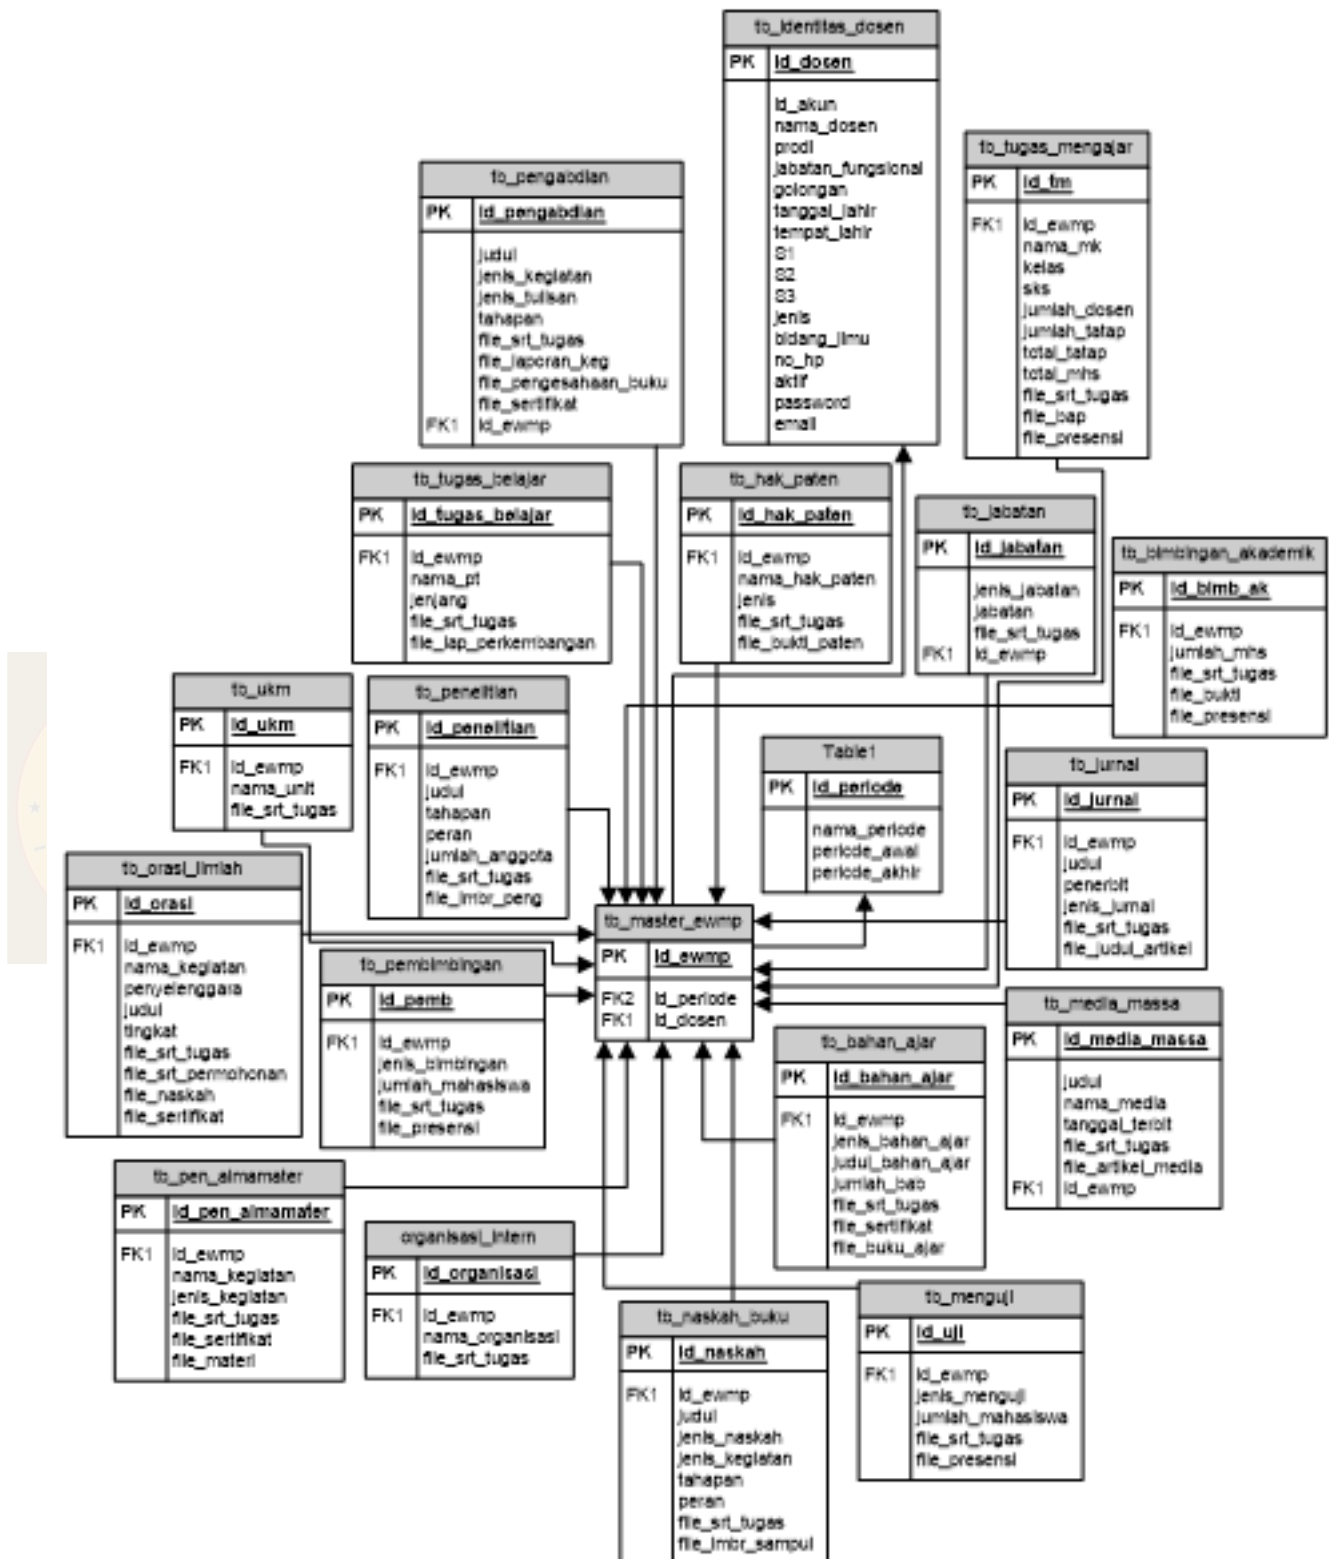 tb_identitas_dosen
PK id_dosen
id_akun
nama_dosen
prodi
jabatan_fungsional
golongan
tanggal_lahir
tempat_lahir
S1
S2
S3
jenis
bidang_ilmu
no_hp
aktif
password
email
tb_tugas_mengajar
PK id_tm
FK1 id_ewmp
nama_mk
kelas
sks
jumlah_dosen
jumlah_tatap
total_tatap
total_mhs
file_srt_tugas
file_bap
file_presensi
tb_pengabdian
PK id_pengabdian
judul
jenis_kegiatan
jenis_tulisan
tahapan
file_srt_tugas
file_laporan_keg
file_pengesahaan_buku
file_sertifikat
FK1 id_ewmp
tb_tugas_belajar
PK id_tugas_belajar
FK1 id_ewmp
nama_pt
jenjang
file_srt_tugas
file_lap_perkembangan
tb_hak_paten
PK id_hak_paten
FK1 id_ewmp
nama_hak_paten
jenis
file_srt_tugas
file_bukti_paten
tb_jabatan
PK id_jabatan
jenis_jabatan
jabatan
file_srt_tugas
FK1 id_ewmp
tb_bimbingan_akademik
PK id_bimb_ak
FK1 id_ewmp
jumlah_mhs
file_srt_tugas
file_bukti
file_presensi
tb_ukm
PK id_ukm
FK1 id_ewmp
nama_unit
file_srt_tugas
tb_penelitian
PK id_penelitian
FK1 id_ewmp
judul
tahapan
peran
jumlah_anggota
file_srt_tugas
file_lmbr_peng
Table1
PK id_periode
nama_periode
periode_awal
periode_akhir
tb_jurnal
PK id_jurnal
FK1 id_ewmp
judul
penerbit
jenis_jurnal
file_srt_tugas
file_judul_artikel
tb_orasi_ilmiah
PK id_orasi
FK1 id_ewmp
nama_kegiatan
penyelenggara
judul
tingkat
file_srt_tugas
file_srt_permohonan
file_naskah
file_sertifikat
tb_master_ewmp
PK id_ewmp
FK2 id_periode
FK1 id_dosen
tb_pembimbingan
PK id_pemb
FK1 id_ewmp
jenis_bimbingan
jumlah_mahasiswa
file_srt_tugas
file_presensi
tb_media_massa
PK id_media_massa
judul
nama_media
tanggal_terbit
file_srt_tugas
file_artikel_media
FK1 id_ewmp
tb_bahan_ajar
PK id_bahan_ajar
FK1 id_ewmp
jenis_bahan_ajar
judul_bahan_ajar
jumlah_bab
file_srt_tugas
file_sertifikat
file_buku_ajar
tb_pen_almamater
PK id_pen_almamater
FK1 id_ewmp
nama_kegiatan
jenis_kegiatan
file_srt_tugas
file_sertifikat
file_materi
organisasi_intern
PK id_organisasi
FK1 id_ewmp
nama_organisasi
file_srt_tugas
tb_naskah_buku
PK id_naskah
FK1 id_ewmp
judul
jenis_naskah
jenis_kegiatan
tahapan
peran
file_srt_tugas
file_lmbr_sampul
tb_menguji
PK id_uji
FK1 id_ewmp
jenis_menguji
jumlah_mahasiswa
file_srt_tugas
file_presensi